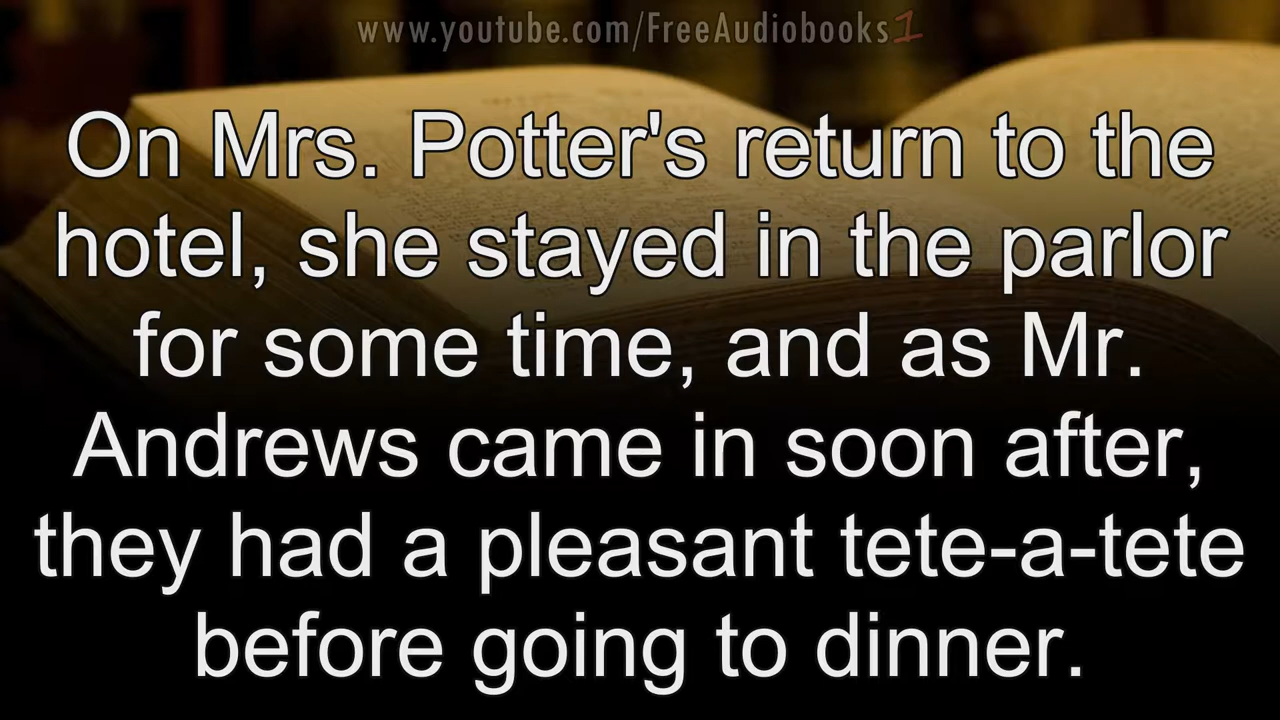 www.youtube.com/FreeAudiobooks1
On Mrs. Potter's return to the
hotel, she stayed in the parlor
for some time, and as Mr.
Andrews came in soon after,
they had a pleasant tete-a-tete
before going to dinner.